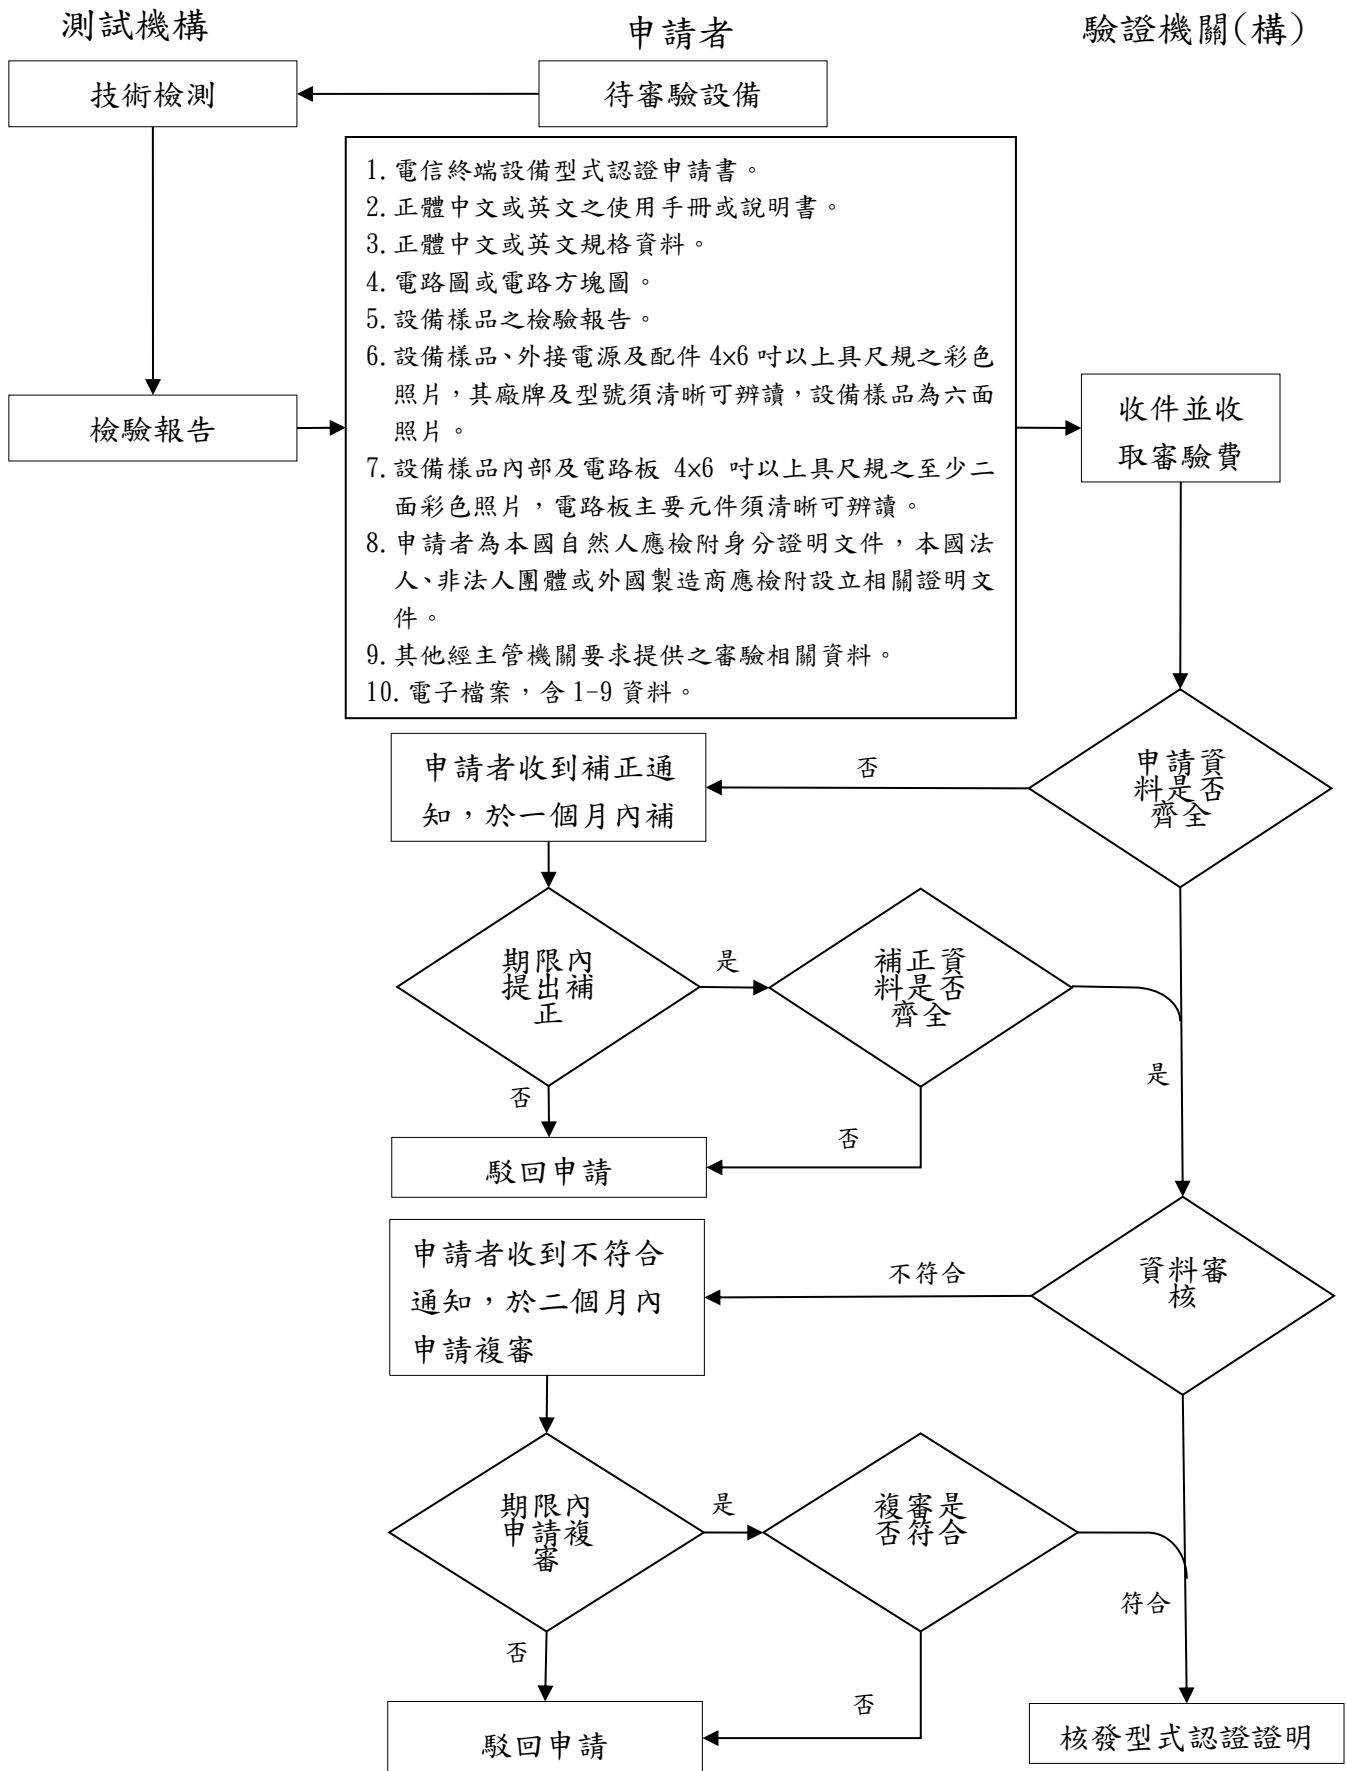 測試機構
申請者
驗證機關(構)
技術檢測
待審驗設備
1. 電信終端設備型式認證申請書。
2. 正體中文或英文之使用手冊或說明書。
3. 正體中文或英文規格資料。
4. 電路圖或電路方塊圖。
5. 設備樣品之檢驗報告。
6. 設備樣品、外接電源及配件 4×6 吋以上具尺規之彩色
照片，其廠牌及型號須清晰可辨讀，設備樣品為六面
照片。
7. 設備樣品內部及電路板 4×6 吋以上具尺規之至少二
面彩色照片，電路板主要元件須清晰可辨讀。
8. 申請者為本國自然人應檢附身分證明文件，本國法
人、非法人團體或外國製造商應檢附設立相關證明文
件。
9. 其他經主管機關要求提供之審驗相關資料。
10. 電子檔案，含 1-9 資料。
檢驗報告
收件並收
取審驗費
申請資
料是否
齊全
否
申請者收到補正通
知，於一個月內補
期限內
提出補
正
是
補正資
料是否
齊全
是
否
否
駁回申請
申請者收到不符合
通知，於二個月內
申請複審
不符合
資料審
核
期限內
申請複
審
是
複審是
否符合
符合
否
否
駁回申請
核發型式認證證明